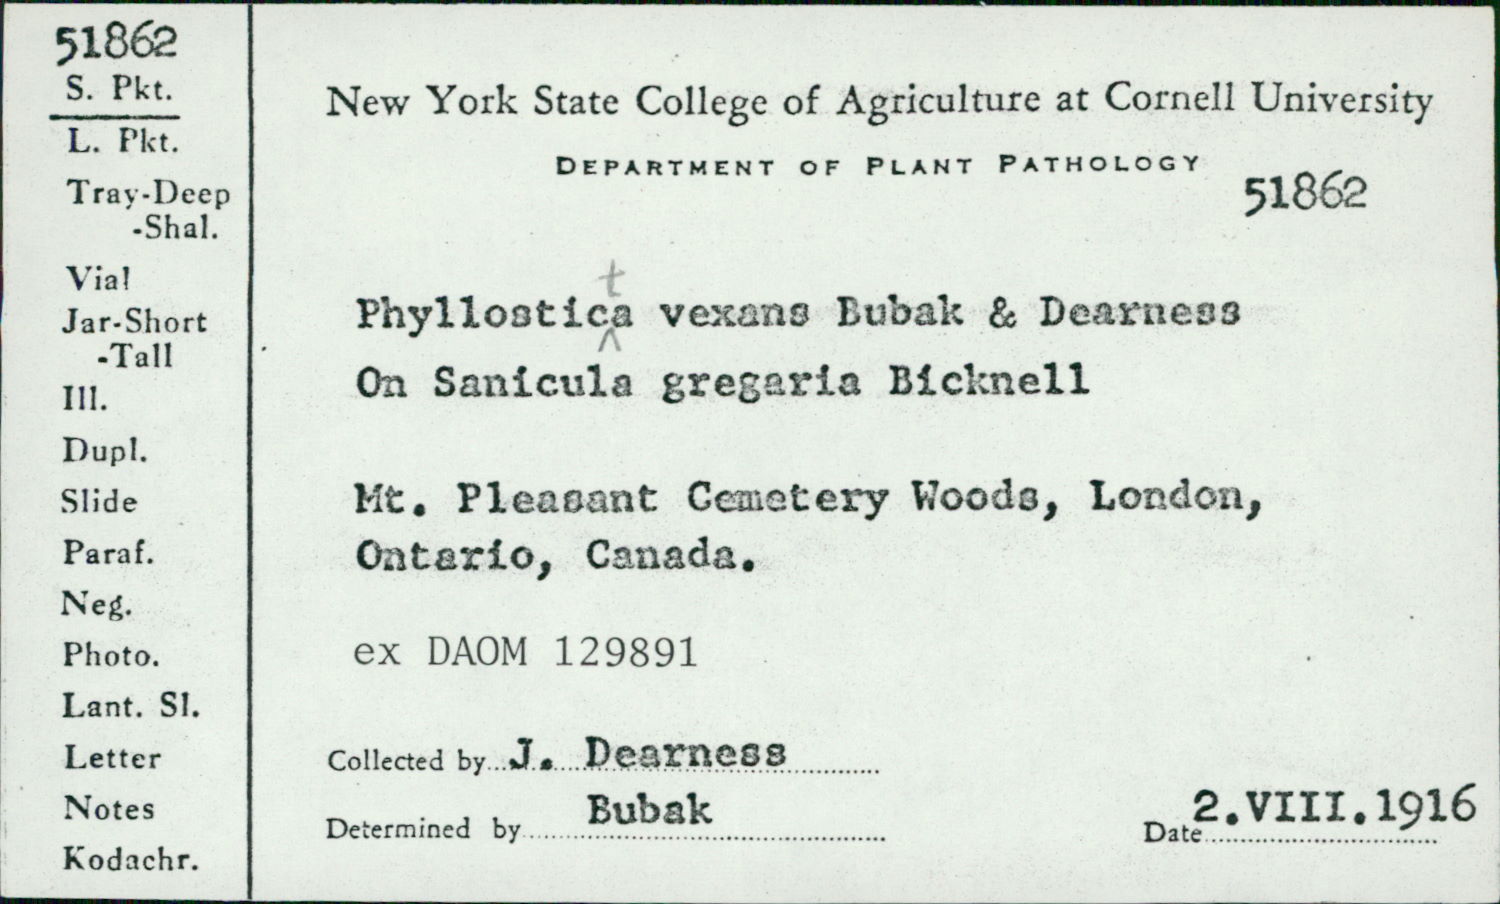 51862
S. Pkt.
L. Pkt.
Tray-Deep
-Shal.
Vial
Jar-Short
-Tall
Ill.
Dupl.
Slide
Paraf.
Neg.
Photo.
Lant. Sl.
Letter
Notes
Kodachr.
New York State College of Agriculture at Cornell University
DEPARTMENT OF PLANT PATHOLOGY
51862
t
Phyllostica vexans Bubak & Dearness
^
On Sanicula gregaria Bicknell
Mt. Pleasant Cemetery Woods, London,
Ontario, Canada.
ex DAOM 129891
Collected by J. Dearness
Determined by Bubak
Date 2.VIII.1916